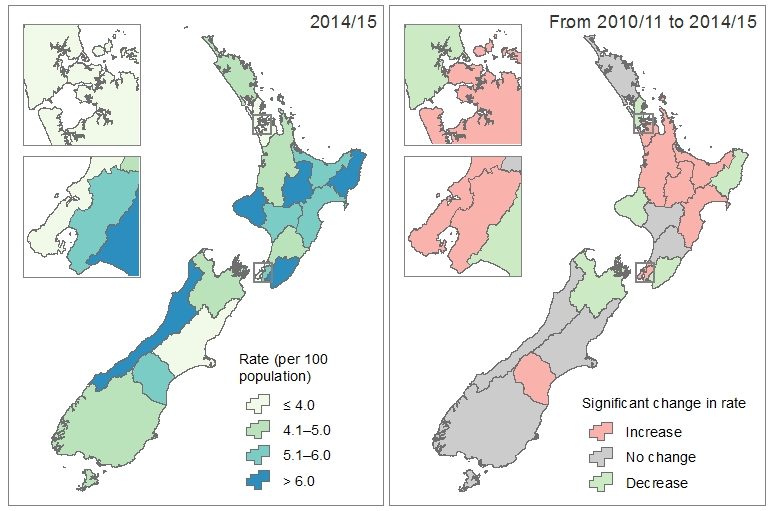 2014/15
Rate (per 100
population)
≤ 4.0
4.1–5.0
5.1–6.0
> 6.0
From 2010/11 to 2014/15
Significant change in rate
Increase
No change
Decrease